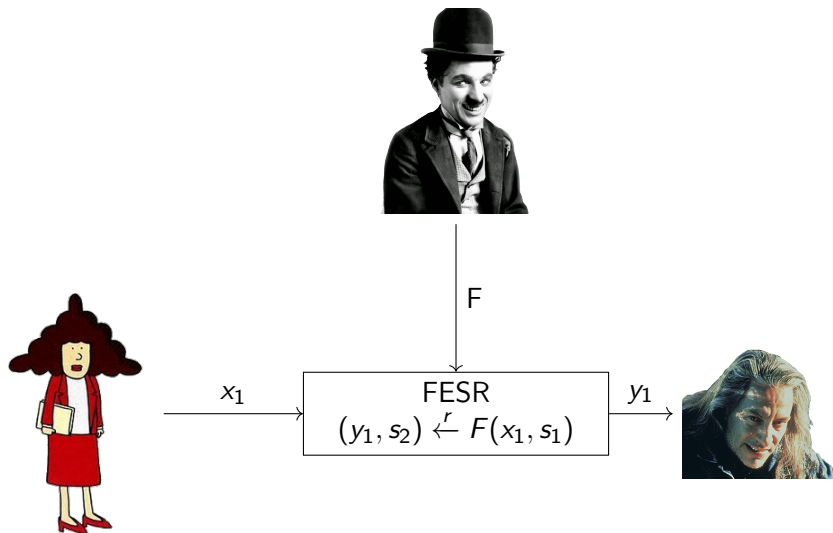 F
x₁
FESR
(y₁, s₂) ←ʳ F(x₁, s₁)
y₁